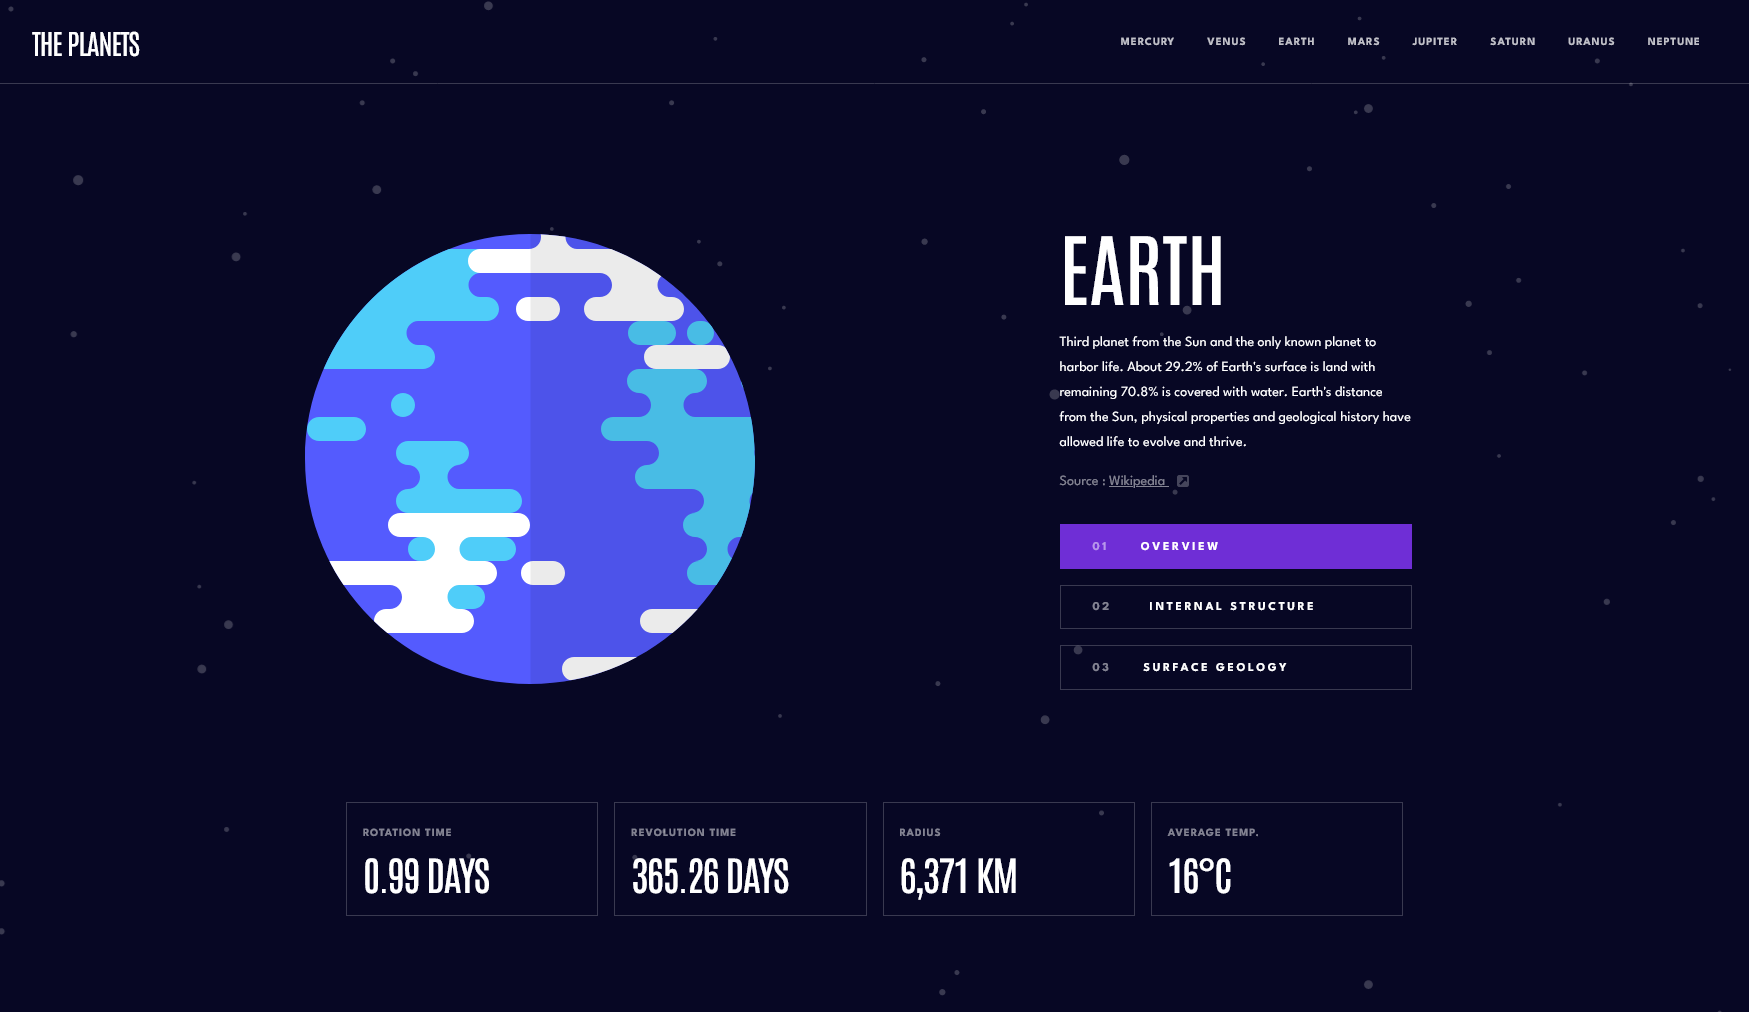 THE PLANETS
MERCURY VENUS EARTH MARS JUPITER SATURN URANUS NEPTUNE
EARTH
Third planet from the Sun and the only known planet to
harbor life. About 29.2% of Earth's surface is land with
remaining 70.8% is covered with water. Earth's distance
from the Sun, physical properties and geological history have
allowed life to evolve and thrive.
Source : Wikipedia
01 OVERVIEW
02 INTERNAL STRUCTURE
03 SURFACE GEOLOGY
ROTATION TIME
0.99 DAYS
REVOLUTION TIME
365.26 DAYS
RADIUS
6,371 KM
AVERAGE TEMP.
16°C